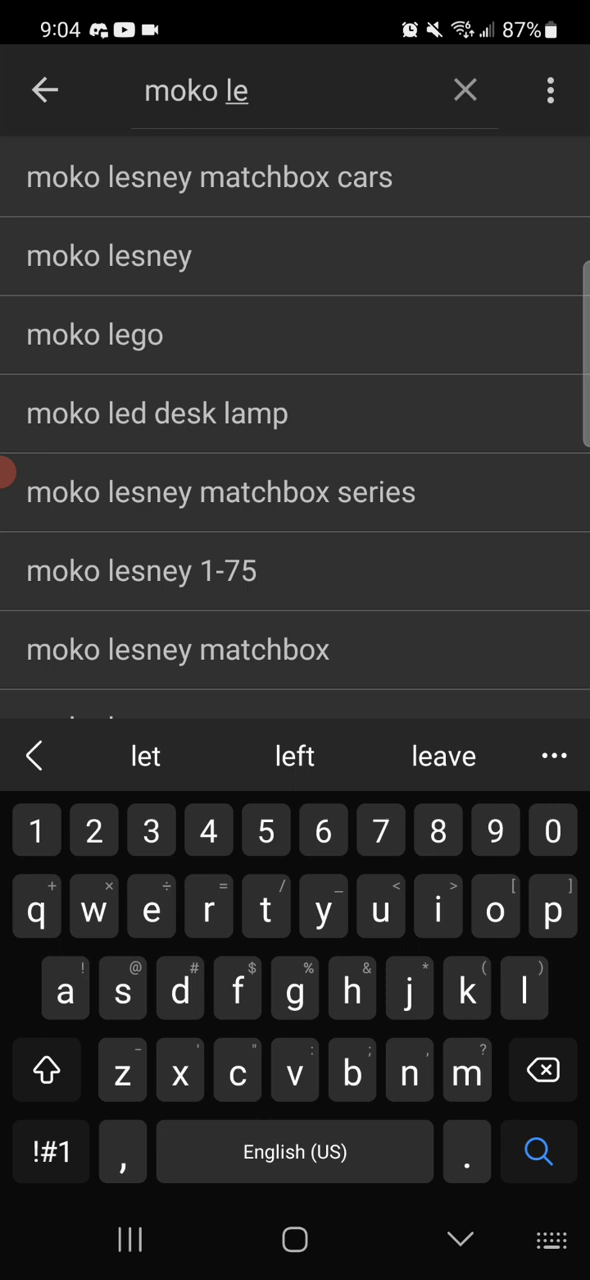 9:04 87%
moko le
moko lesney matchbox cars
moko lesney
moko lego
moko led desk lamp
moko lesney matchbox series
moko lesney 1-75
moko lesney matchbox
let left leave
1 2 3 4 5 6 7 8 9 0
+ × ÷ = / _ < > [ ]
q w e r t y u i o p
! @ # $ % & * ( )
a s d f g h j k l
- ' " : ; , ?
z x c v b n m
!#1 , English (US) .